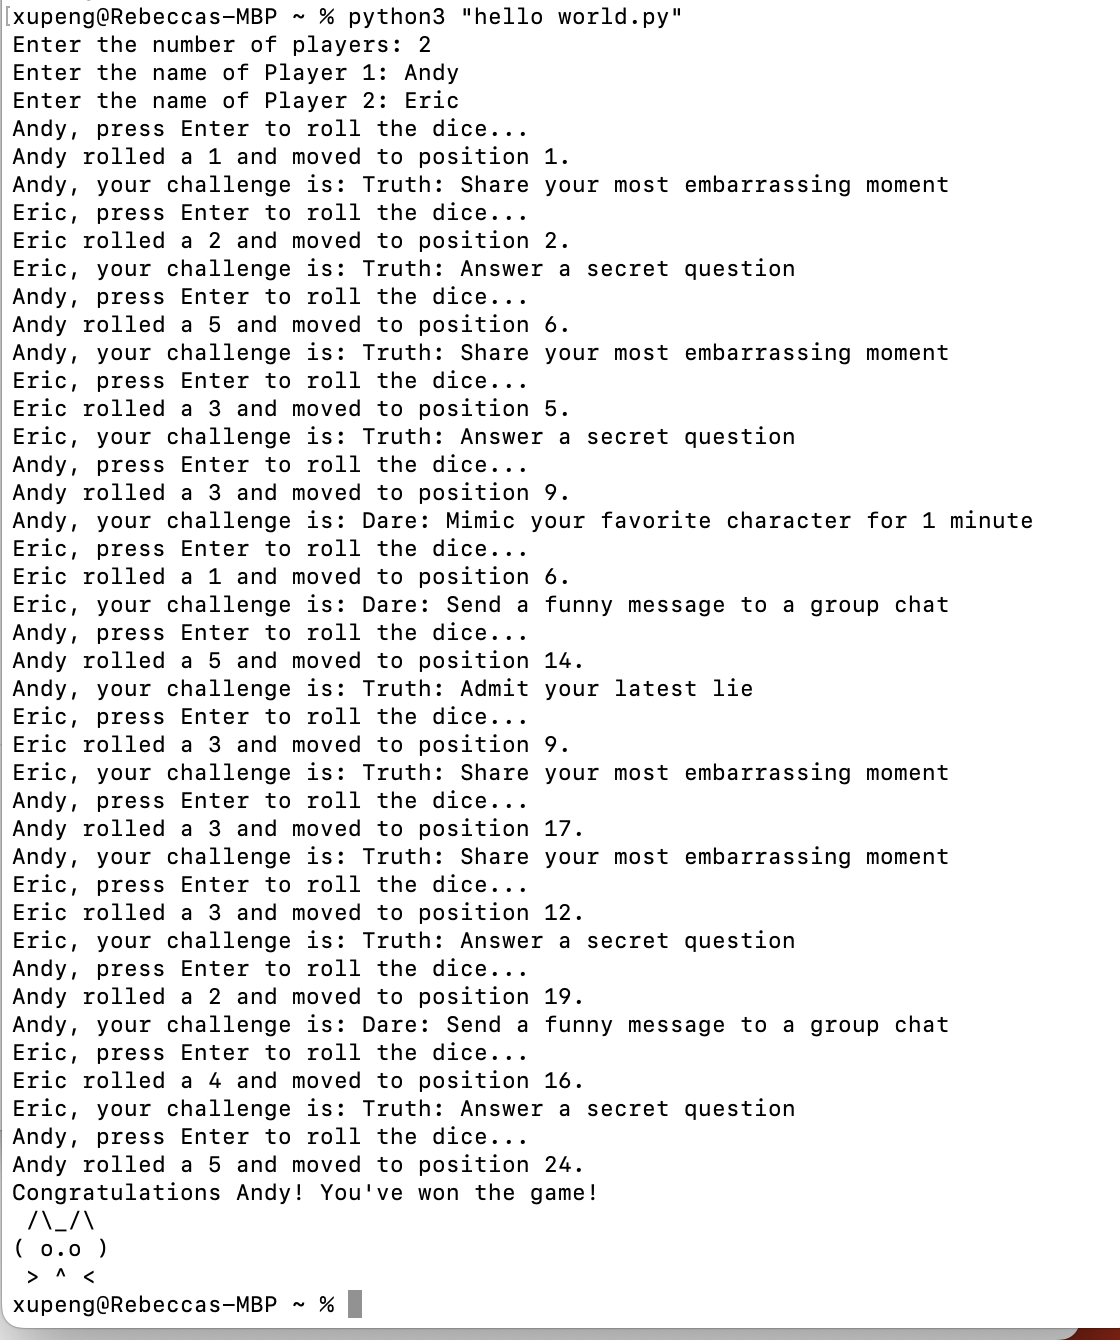 [xupeng@Rebeccas-MBP ~ % python3 "hello world.py"
Enter the number of players: 2
Enter the name of Player 1: Andy
Enter the name of Player 2: Eric
Andy, press Enter to roll the dice...
Andy rolled a 1 and moved to position 1.
Andy, your challenge is: Truth: Share your most embarrassing moment
Eric, press Enter to roll the dice...
Eric rolled a 2 and moved to position 2.
Eric, your challenge is: Truth: Answer a secret question
Andy, press Enter to roll the dice...
Andy rolled a 5 and moved to position 6.
Andy, your challenge is: Truth: Share your most embarrassing moment
Eric, press Enter to roll the dice...
Eric rolled a 3 and moved to position 5.
Eric, your challenge is: Truth: Answer a secret question
Andy, press Enter to roll the dice...
Andy rolled a 3 and moved to position 9.
Andy, your challenge is: Dare: Mimic your favorite character for 1 minute
Eric, press Enter to roll the dice...
Eric rolled a 1 and moved to position 6.
Eric, your challenge is: Dare: Send a funny message to a group chat
Andy, press Enter to roll the dice...
Andy rolled a 5 and moved to position 14.
Andy, your challenge is: Truth: Admit your latest lie
Eric, press Enter to roll the dice...
Eric rolled a 3 and moved to position 9.
Eric, your challenge is: Truth: Share your most embarrassing moment
Andy, press Enter to roll the dice...
Andy rolled a 3 and moved to position 17.
Andy, your challenge is: Truth: Share your most embarrassing moment
Eric, press Enter to roll the dice...
Eric rolled a 3 and moved to position 12.
Eric, your challenge is: Truth: Answer a secret question
Andy, press Enter to roll the dice...
Andy rolled a 2 and moved to position 19.
Andy, your challenge is: Dare: Send a funny message to a group chat
Eric, press Enter to roll the dice...
Eric rolled a 4 and moved to position 16.
Eric, your challenge is: Truth: Answer a secret question
Andy, press Enter to roll the dice...
Andy rolled a 5 and moved to position 24.
Congratulations Andy! You've won the game!
 /\_/\
( o.o )
 > ^ <
xupeng@Rebeccas-MBP ~ %